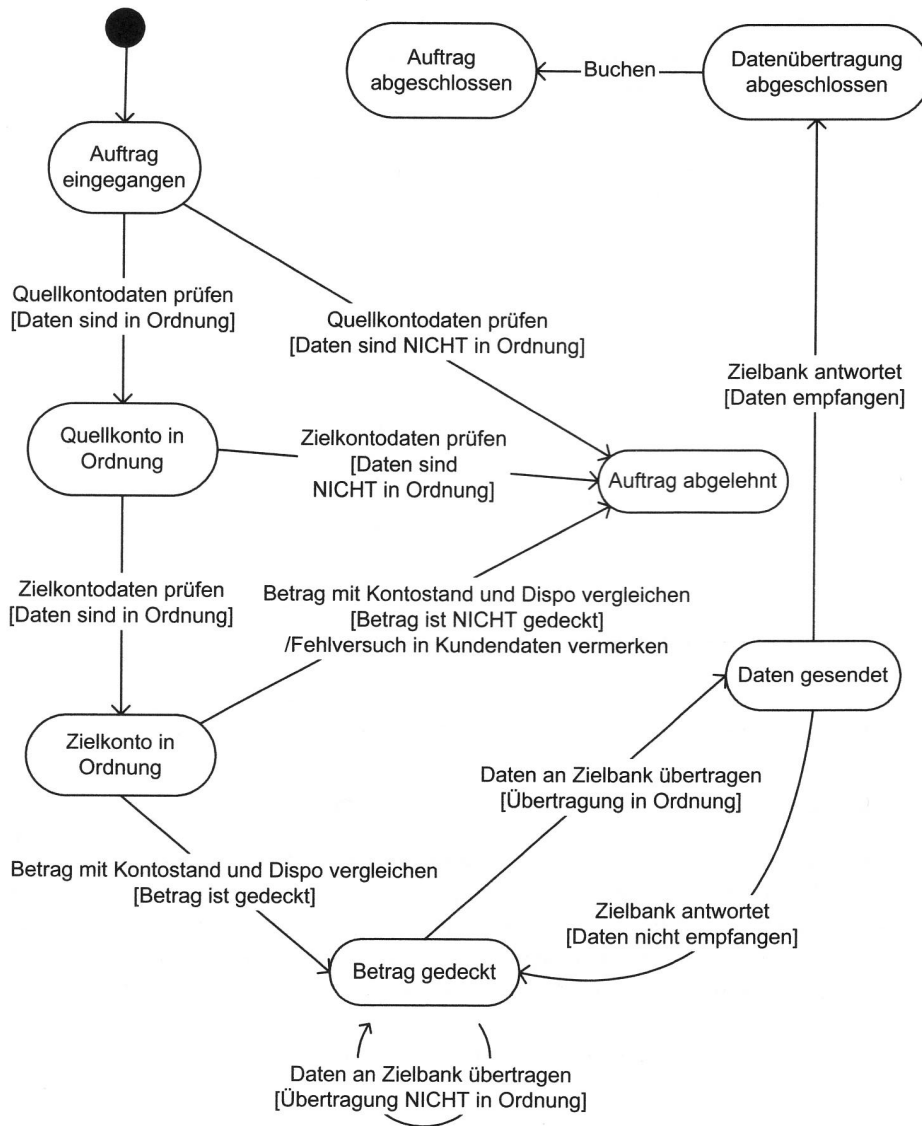 Auftrag
abgeschlossen
Buchen
Datenübertragung
abgeschlossen
Auftrag
eingegangen
Quellkontodaten prüfen
[Daten sind in Ordnung]
Quellkontodaten prüfen
[Daten sind NICHT in Ordnung]
Zielbank antwortet
[Daten empfangen]
Quellkonto in
Ordnung
Zielkontodaten prüfen
[Daten sind
NICHT in Ordnung]
Auftrag abgelehnt
Zielkontodaten prüfen
[Daten sind in Ordnung]
Betrag mit Kontostand und Dispo vergleichen
[Betrag ist NICHT gedeckt]
/Fehlversuch in Kundendaten vermerken
Daten gesendet
Zielkonto in
Ordnung
Daten an Zielbank übertragen
[Übertragung in Ordnung]
Betrag mit Kontostand und Dispo vergleichen
[Betrag ist gedeckt]
Zielbank antwortet
[Daten nicht empfangen]
Betrag gedeckt
Daten an Zielbank übertragen
[Übertragung NICHT in Ordnung]